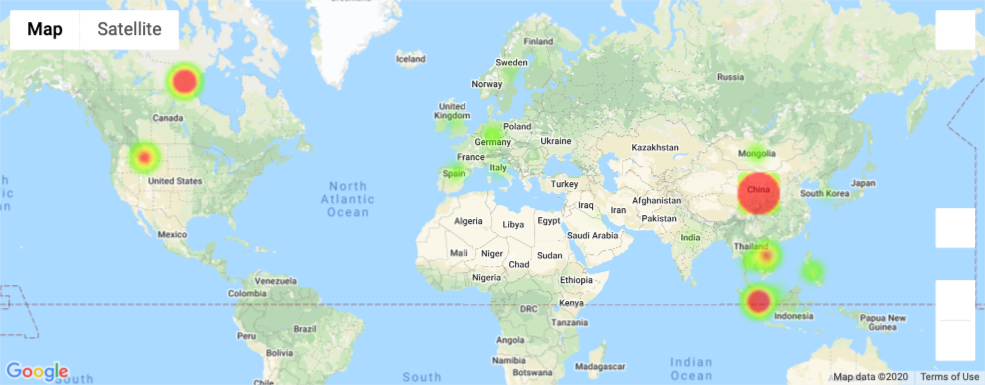 Map Satellite
Iceland
Finland
Sweden
Norway
Russia
Canada
United
Kingdom
Poland
Germany
Ukraine
Kazakhstan
Mongolia
France
Italy
Spain
United States
North
Atlantic
Ocean
Turkey
China
Japan
South Korea
Iraq
Iran
Afghanistan
Pakistan
Algeria
Libya
Egypt
Saudi Arabia
India
Mexico
Mali
Niger
Chad
Sudan
Thailand
Nigeria
Ethiopia
Venezuela
Colombia
DRC
Kenya
Indonesia
Papua New
Guinea
Tanzania
Brazil
Peru
Angola
Bolivia
Namibia
Botswana
Madagascar
Indian
Ocean
Chile
South
South
Google
Map data ©2020 Terms of Use